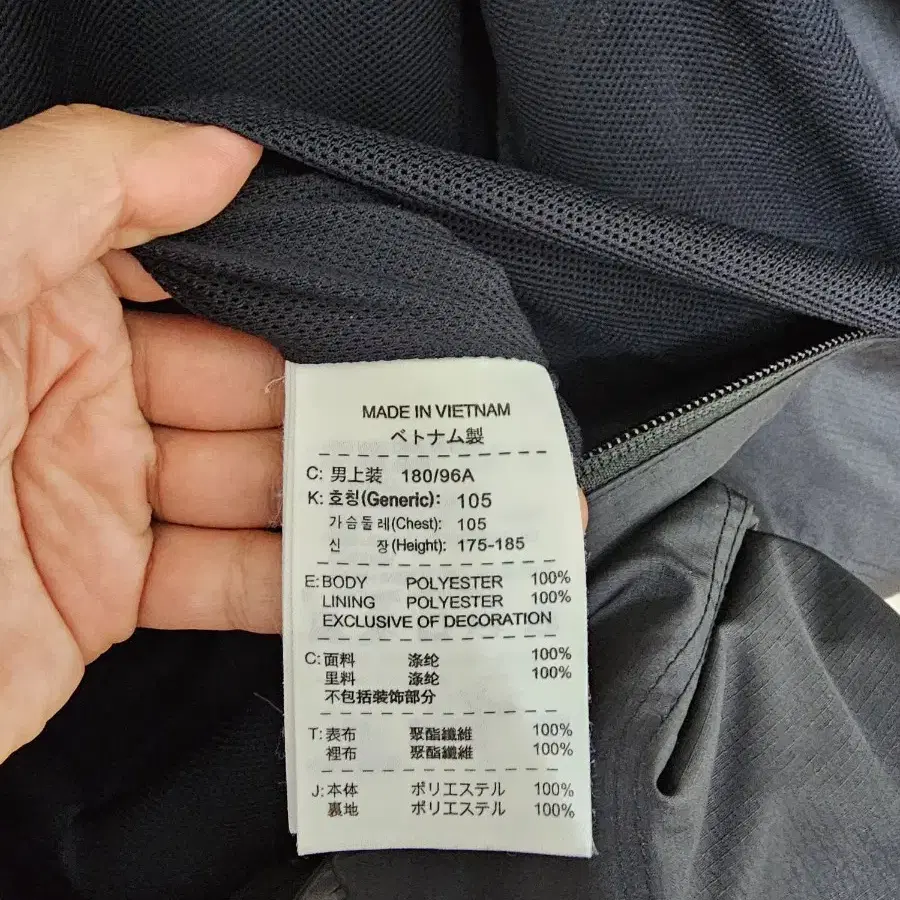 MADE IN VIETNAM
ベトナム製
C: 男上装 180/96A
K: 호칭(Generic): 105
가슴둘레(Chest): 105
신 장(Height): 175-185
E: BODY POLYESTER 100%
LINING POLYESTER 100%
EXCLUSIVE OF DECORATION
C: 面料 涤纶 100%
里料 涤纶 100%
不包括装饰部分
T: 表布 聚酯纖維 100%
裡布 聚酯纖維 100%
J: 本体 ポリエステル 100%
裏地 ポリエステル 100%